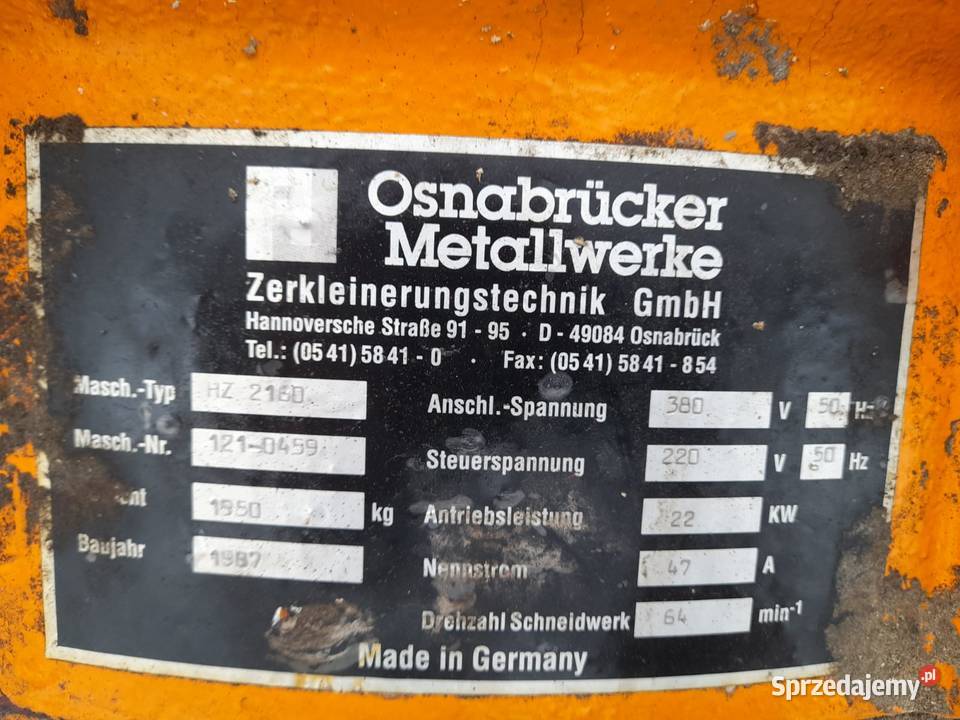 Osnabrücker
Metallwerke
Zerkleinerungstechnik GmbH
Hannoversche Straße 91 - 95 · D - 49084 Osnabrück
Tel.: (05 41) 58 41 - 0 · Fax: (05 41) 58 41 - 8 54
Masch.-Typ HZ 2160 Anschl.-Spannung 380 V 50 Hz
Masch.-Nr. 121-0459 Steuerspannung 220 V 50 Hz
1950 kg Antriebsleistung 22 KW
Baujahr 1987 Nennstrom 47 A
Drehzahl Schneidwerk 64 min-1
Made in Germany
Sprzedajemy.pl